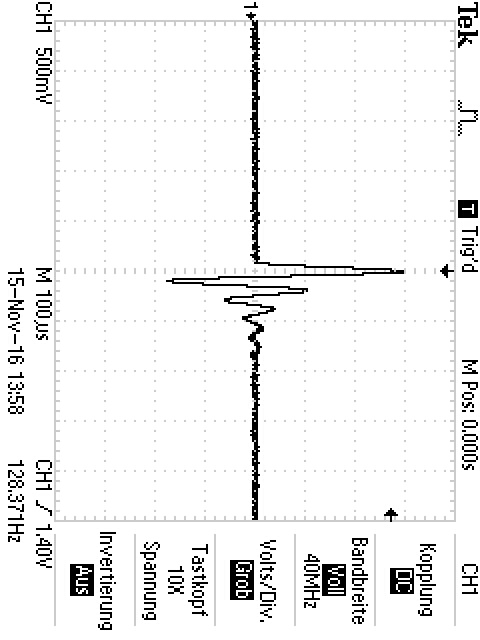 Tek
T Trig'd
M Pos: 0.000s
CH1
Kopplung
DC
Bandbreite
Voll
40MHz
Volts/Div.
Grob
Tastkopf
10X
Spannung
Invertierung
Aus
1
CH1 500mV
M 100µs
CH1 / 1.40V
15-Nov-16 13:58
128.371Hz